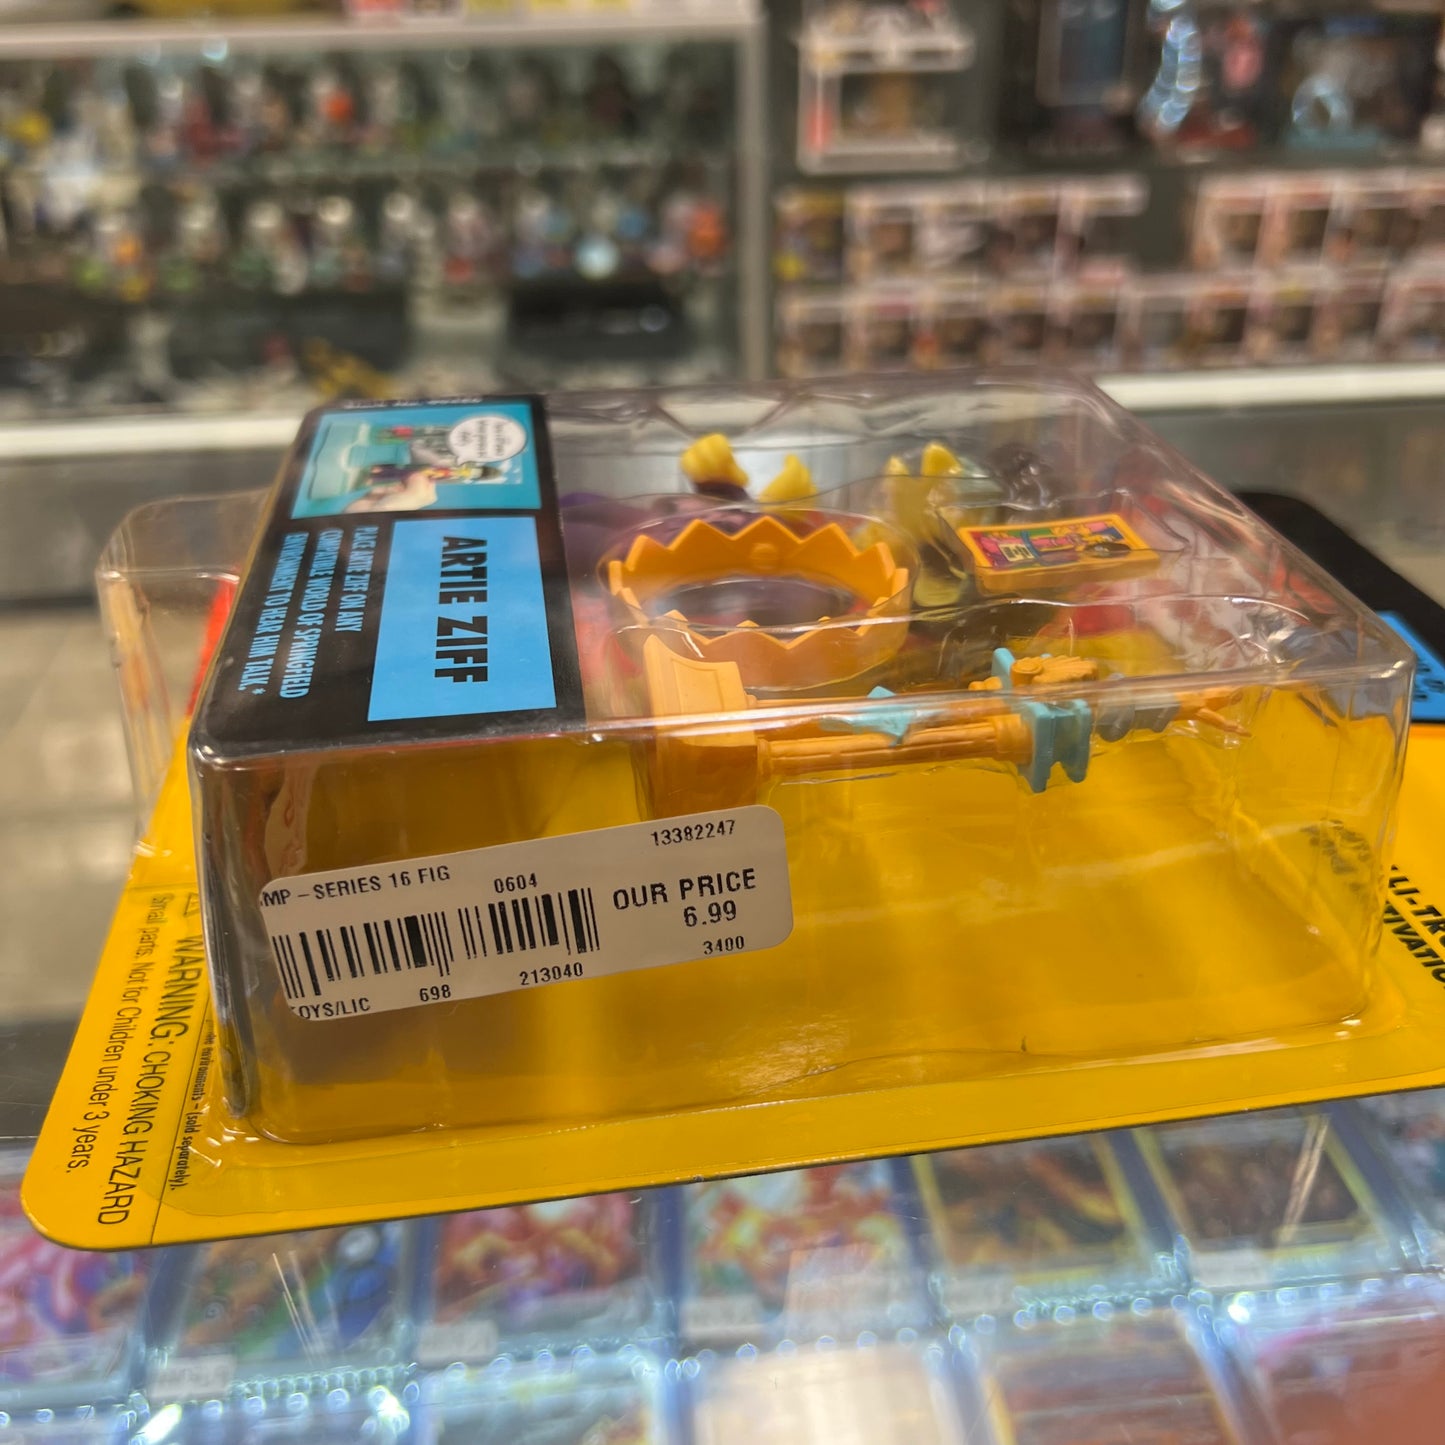 ARTIE ZIFF
PLACE ARTIE ZIFF ON ANY
COMPATIBLE WORLD OF SPRINGFIELD
ENVIRONMENT TO HEAR HIM TALK.*
13382247
MP - SERIES 16 FIG
0604
OUR PRICE
6.99
3400
213040
698
OYS/LIC
WARNING: CHOKING HAZARD
Small parts. Not for Children under 3 years.
(sold separately).